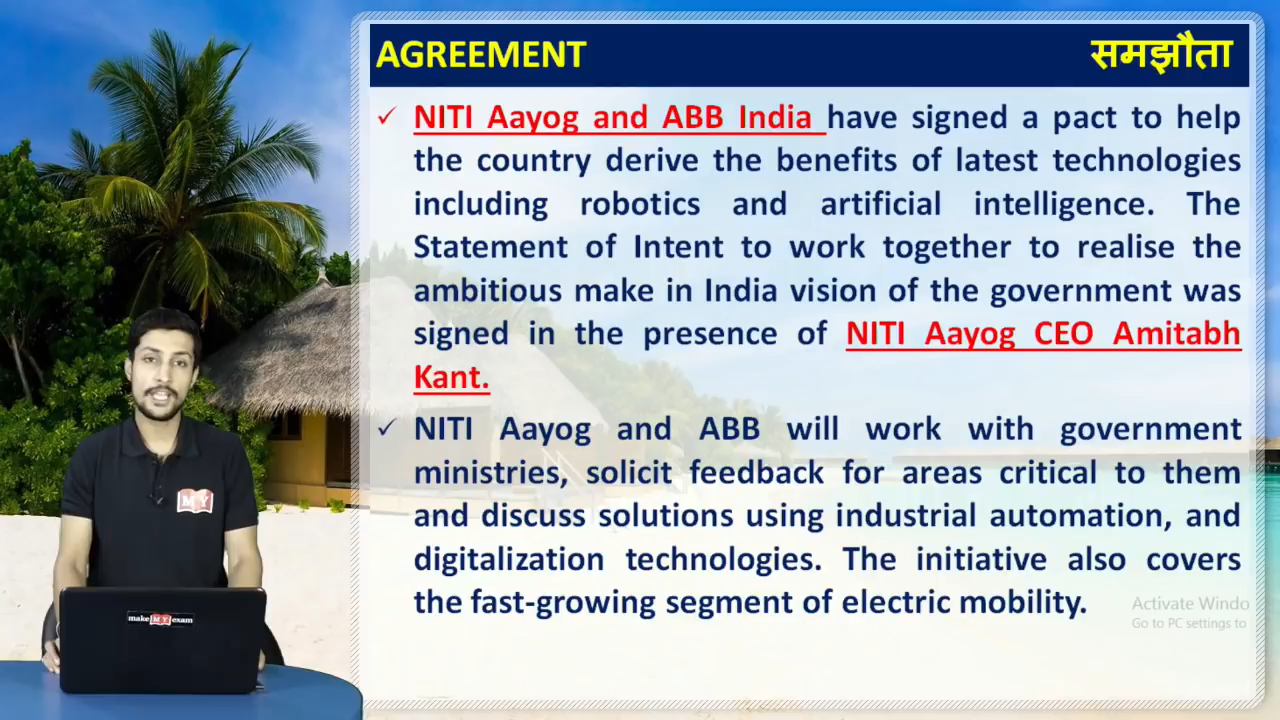 AGREEMENT समझौता
✓ NITI Aayog and ABB India have signed a pact to help
the country derive the benefits of latest technologies
including robotics and artificial intelligence. The
Statement of Intent to work together to realise the
ambitious make in India vision of the government was
signed in the presence of NITI Aayog CEO Amitabh
Kant.
✓ NITI Aayog and ABB will work with government
ministries, solicit feedback for areas critical to them
and discuss solutions using industrial automation, and
digitalization technologies. The initiative also covers
the fast-growing segment of electric mobility.
Activate Windo
Go to PC settings to
MY
make MY exam